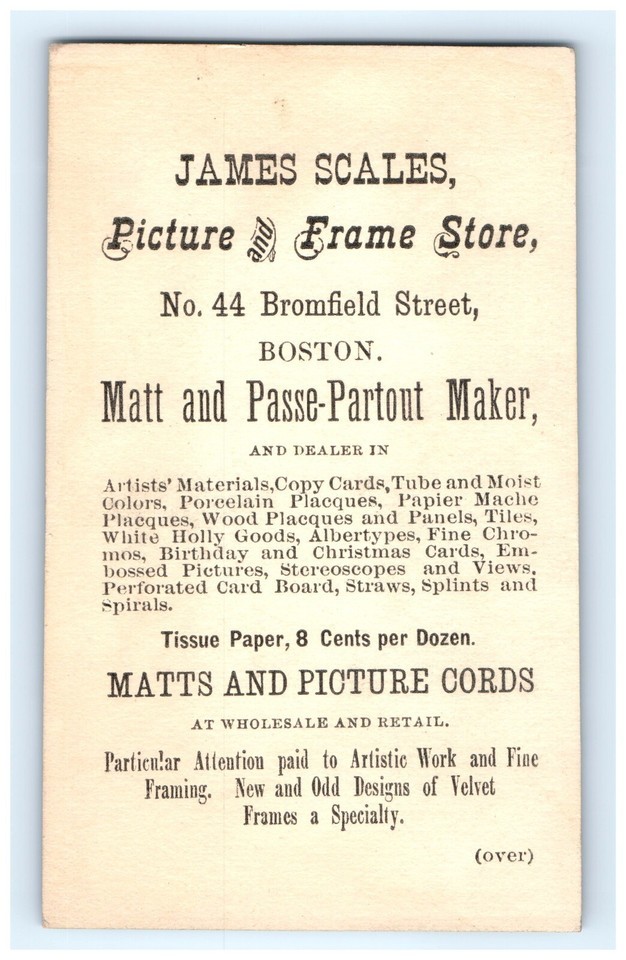 JAMES SCALES,
Picture and Frame Store,
No. 44 Bromfield Street,
BOSTON.
Matt and Passe-Partout Maker,
AND DEALER IN
Artists' Materials, Copy Cards, Tube and Moist
Colors, Porcelain Placques, Papier Mache
Placques, Wood Placques and Panels, Tiles,
White Holly Goods, Albertypes, Fine Chro-
mos, Birthday and Christmas Cards, Em-
bossed Pictures, Stereoscopes and Views.
Perforated Card Board, Straws, Splints and
Spirals.
Tissue Paper, 8 Cents per Dozen.
MATTS AND PICTURE CORDS
AT WHOLESALE AND RETAIL.
Particular Attention paid to Artistic Work and Fine
Framing. New and Odd Designs of Velvet
Frames a Specialty.
(over)